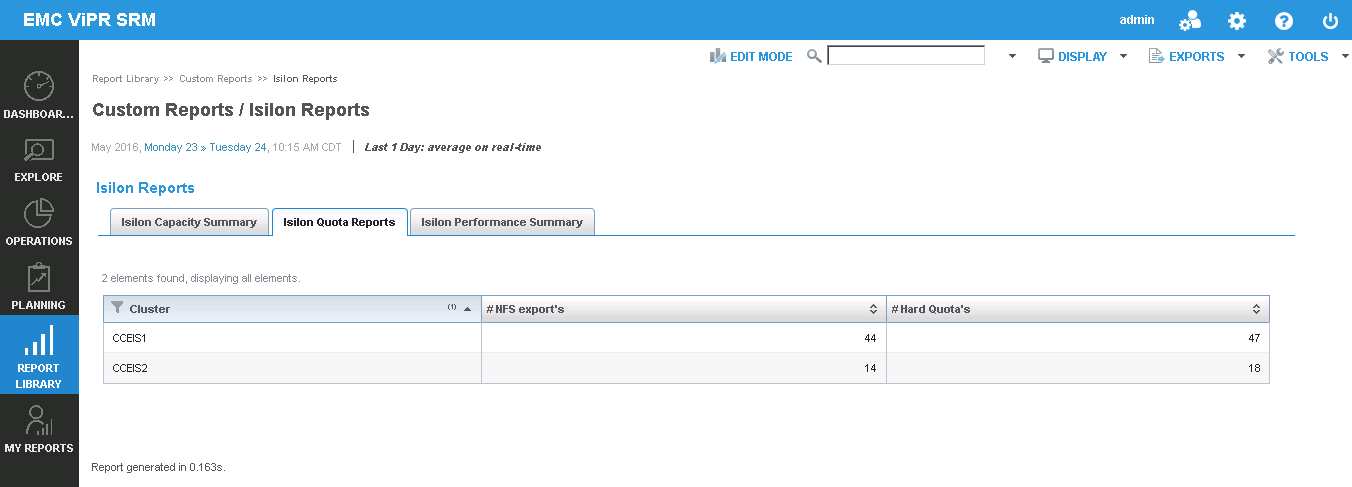 EMC ViPR SRM
admin
EDIT MODE
DISPLAY
EXPORTS
TOOLS
Report Library >> Custom Reports >> Isilon Reports
Custom Reports / Isilon Reports
May 2016, Monday 23 » Tuesday 24, 10:15 AM CDT | Last 1 Day: average on real-time
DASHBOAR...
EXPLORE
OPERATIONS
PLANNING
REPORT
LIBRARY
MY REPORTS
Isilon Reports
Isilon Capacity Summary
Isilon Quota Reports
Isilon Performance Summary
2 elements found, displaying all elements.
Cluster (1) # NFS export's # Hard Quota's
CCEIS1 44 47
CCEIS2 14 18
Report generated in 0.163s.